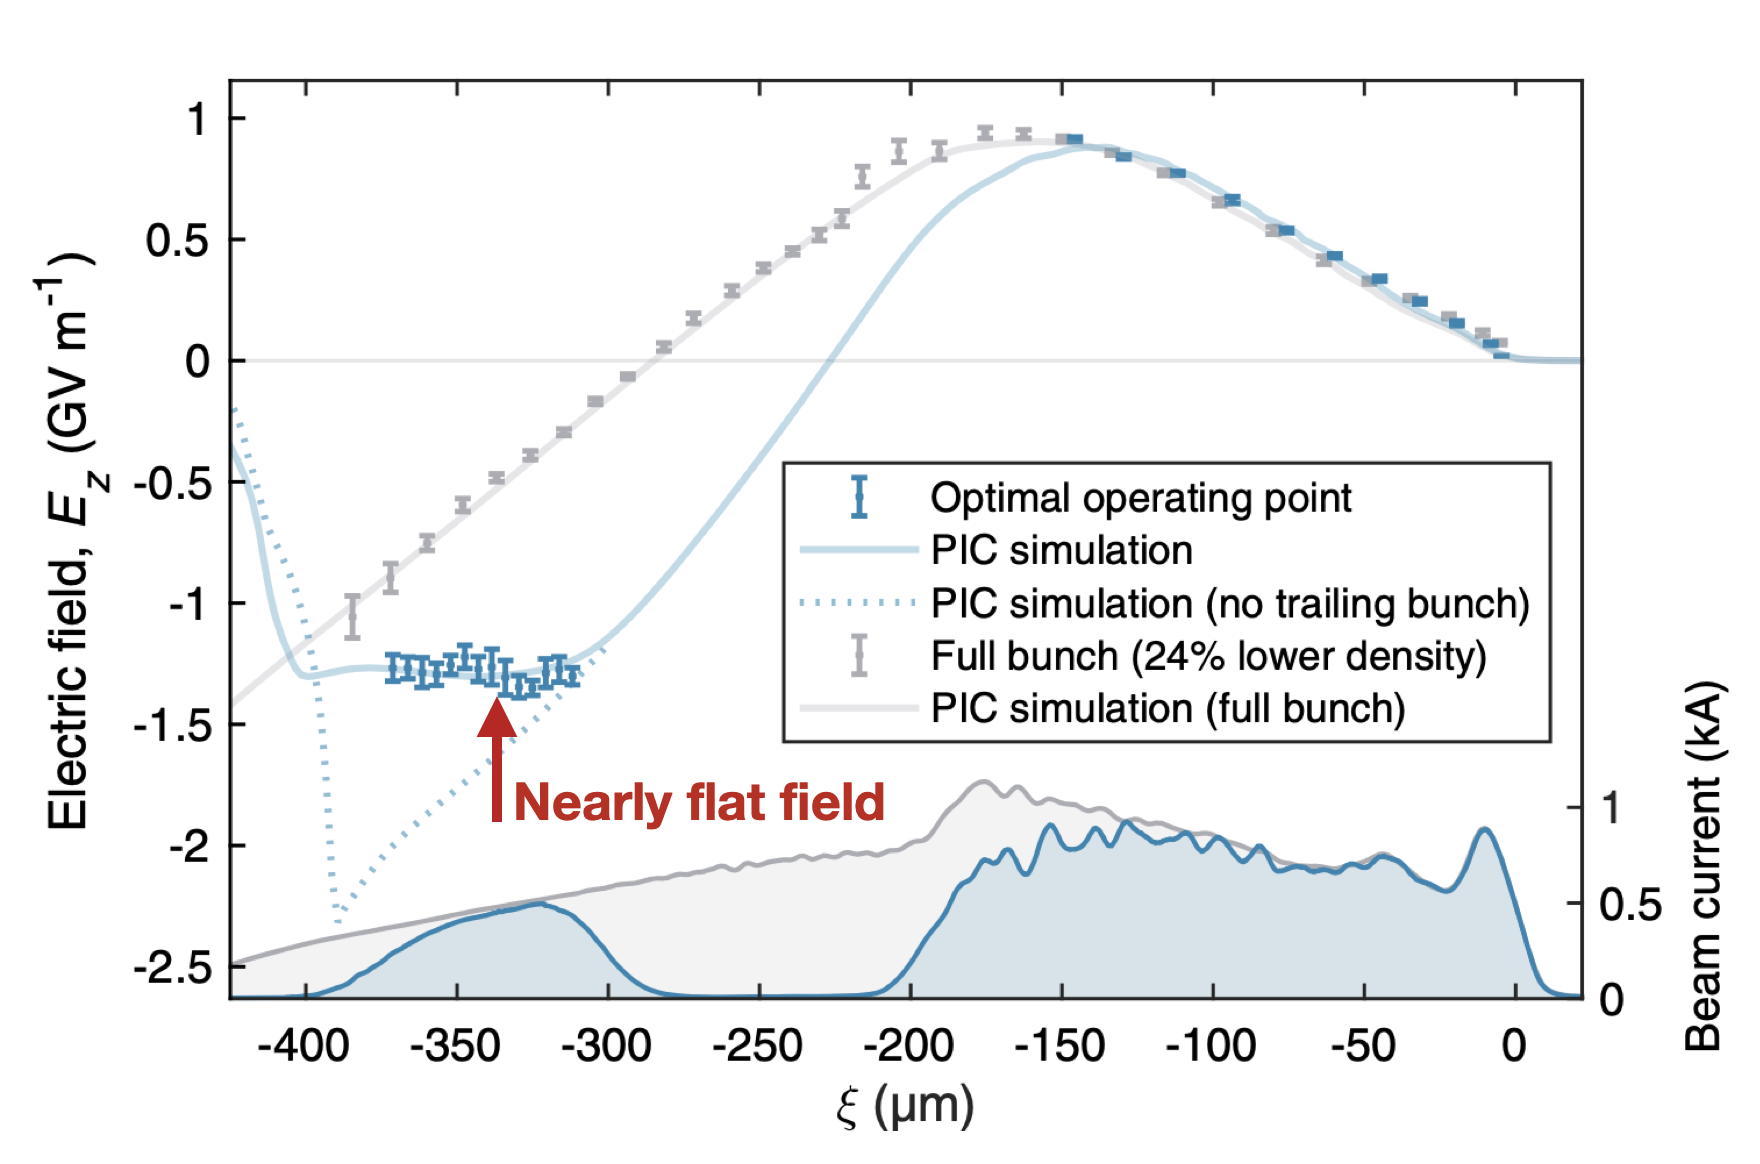 Electric field, E_z (GV m⁻¹)
1
0.5
0
-0.5
-1
-1.5
-2
-2.5
Optimal operating point
PIC simulation
PIC simulation (no trailing bunch)
Full bunch (24% lower density)
PIC simulation (full bunch)
Nearly flat field
1
0.5
0
Beam current (kA)
-400 -350 -300 -250 -200 -150 -100 -50 0
ξ (μm)